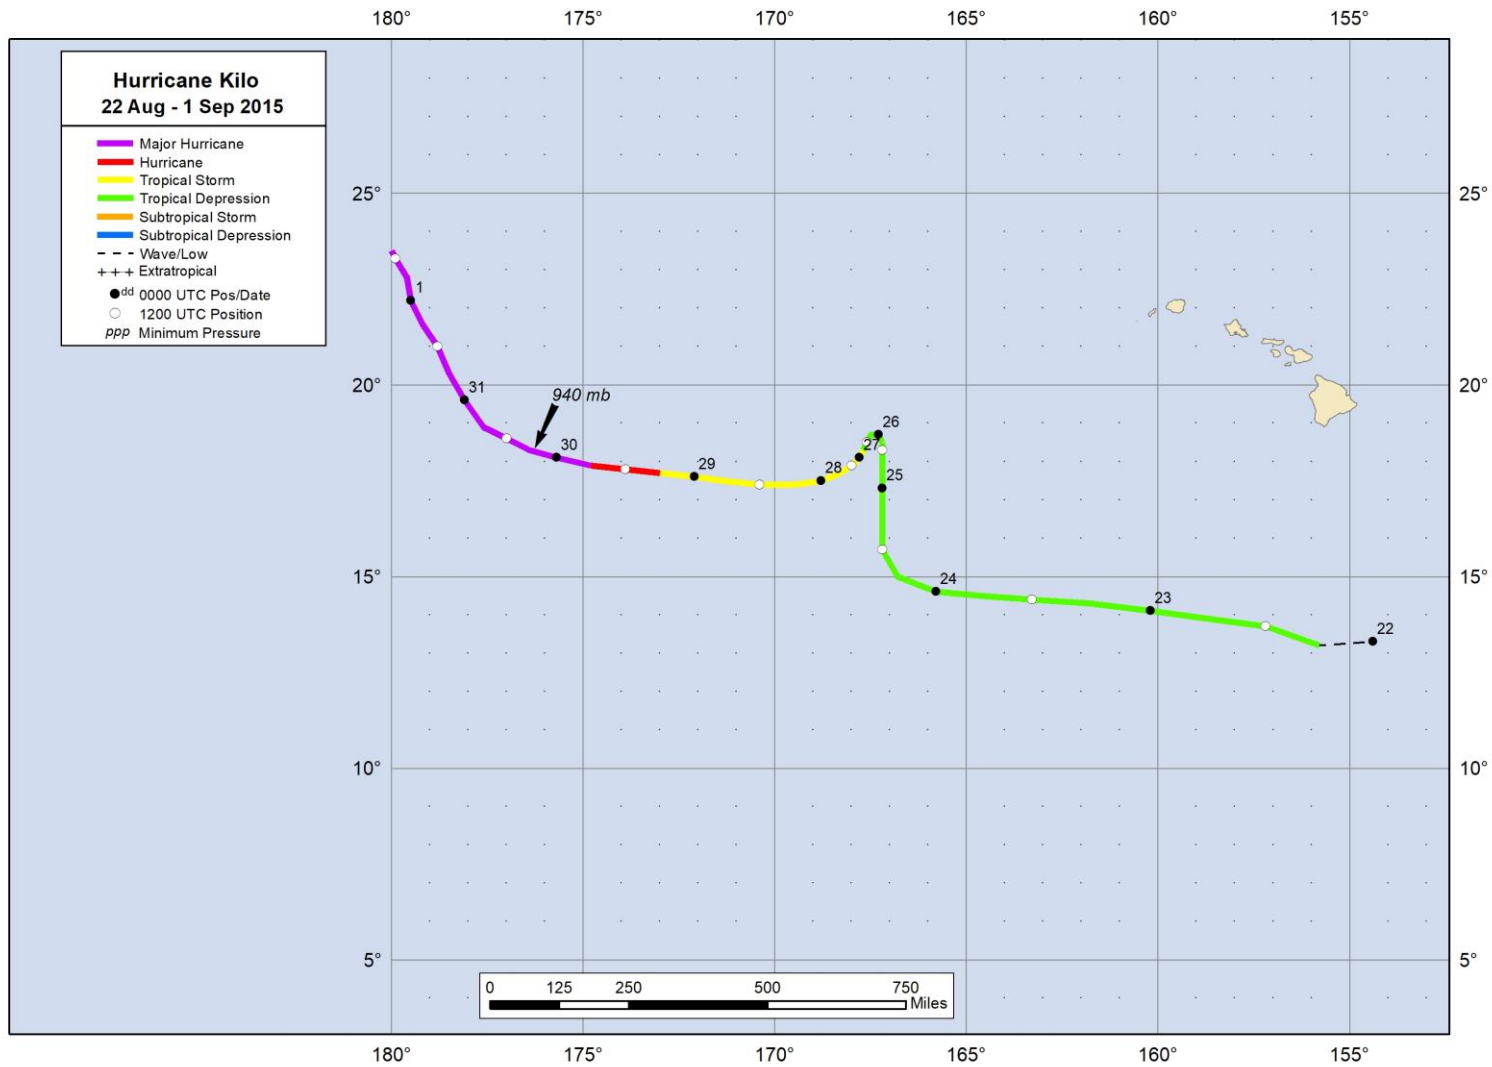 180° 175° 170° 165° 160° 155°
Hurricane Kilo
22 Aug - 1 Sep 2015
Major Hurricane
Hurricane
Tropical Storm
Tropical Depression
Subtropical Storm
Subtropical Depression
Wave/Low
+++ Extratropical
dd 0000 UTC Pos/Date
1200 UTC Position
ppp Minimum Pressure
25° 25°
1
20° 31 20°
940 mb
26
30 27
29 28
25
15° 24 15°
23
22
10° 10°
5° 5°
0 125 250 500 750
Miles
180° 175° 170° 165° 160° 155°